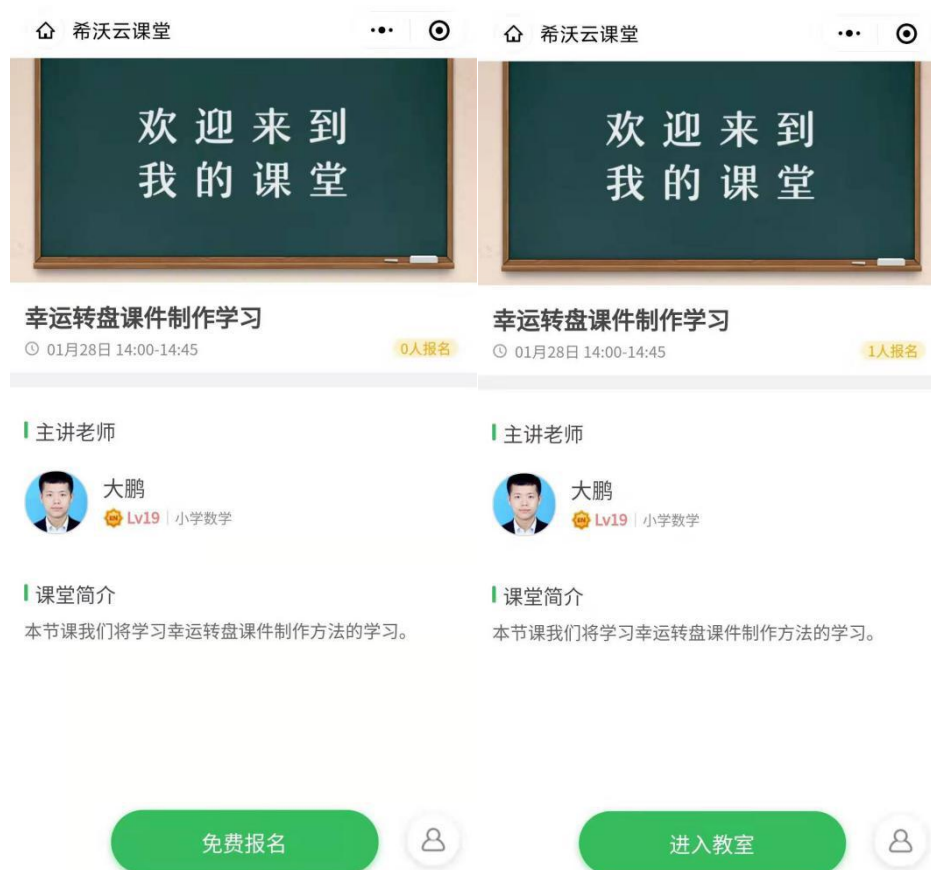 希沃云课堂
欢迎来到
我的课堂
幸运转盘课件制作学习
01月28日 14:00-14:45
0人报名
主讲老师
大鹏
Lv19 小学数学
课堂简介
本节课我们将学习幸运转盘课件制作方法的学习。
免费报名
希沃云课堂
欢迎来到
我的课堂
幸运转盘课件制作学习
01月28日 14:00-14:45
1人报名
主讲老师
大鹏
Lv19 小学数学
课堂简介
本节课我们将学习幸运转盘课件制作方法的学习。
进入教室